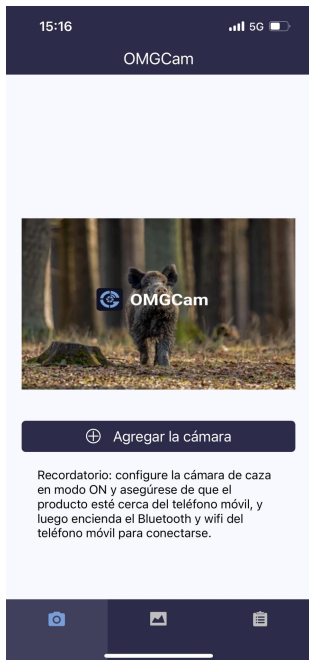 15:16
5G
OMGCam
OMGCam
Agregar la cámara
Recordatorio: configure la cámara de caza
en modo ON y asegúrese de que el
producto esté cerca del teléfono móvil, y
luego encienda el Bluetooth y wifi del
teléfono móvil para conectarse.